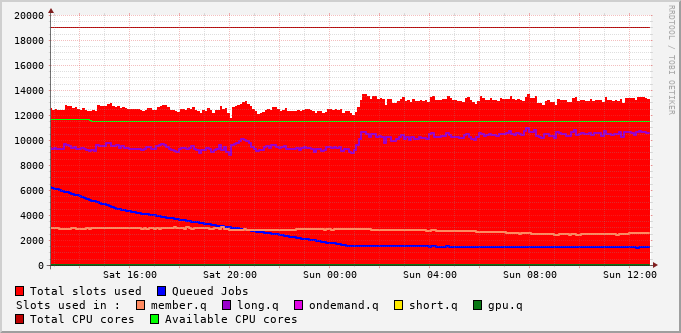 20000
18000
16000
14000
12000
10000
8000
6000
4000
2000
0
Sat 16:00 Sat 20:00 Sun 00:00 Sun 04:00 Sun 08:00 Sun 12:00
RRDTOOL / TOBI OETIKER
Total slots used Queued Jobs
Slots used in : member.q long.q ondemand.q short.q gpu.q
Total CPU cores Available CPU cores